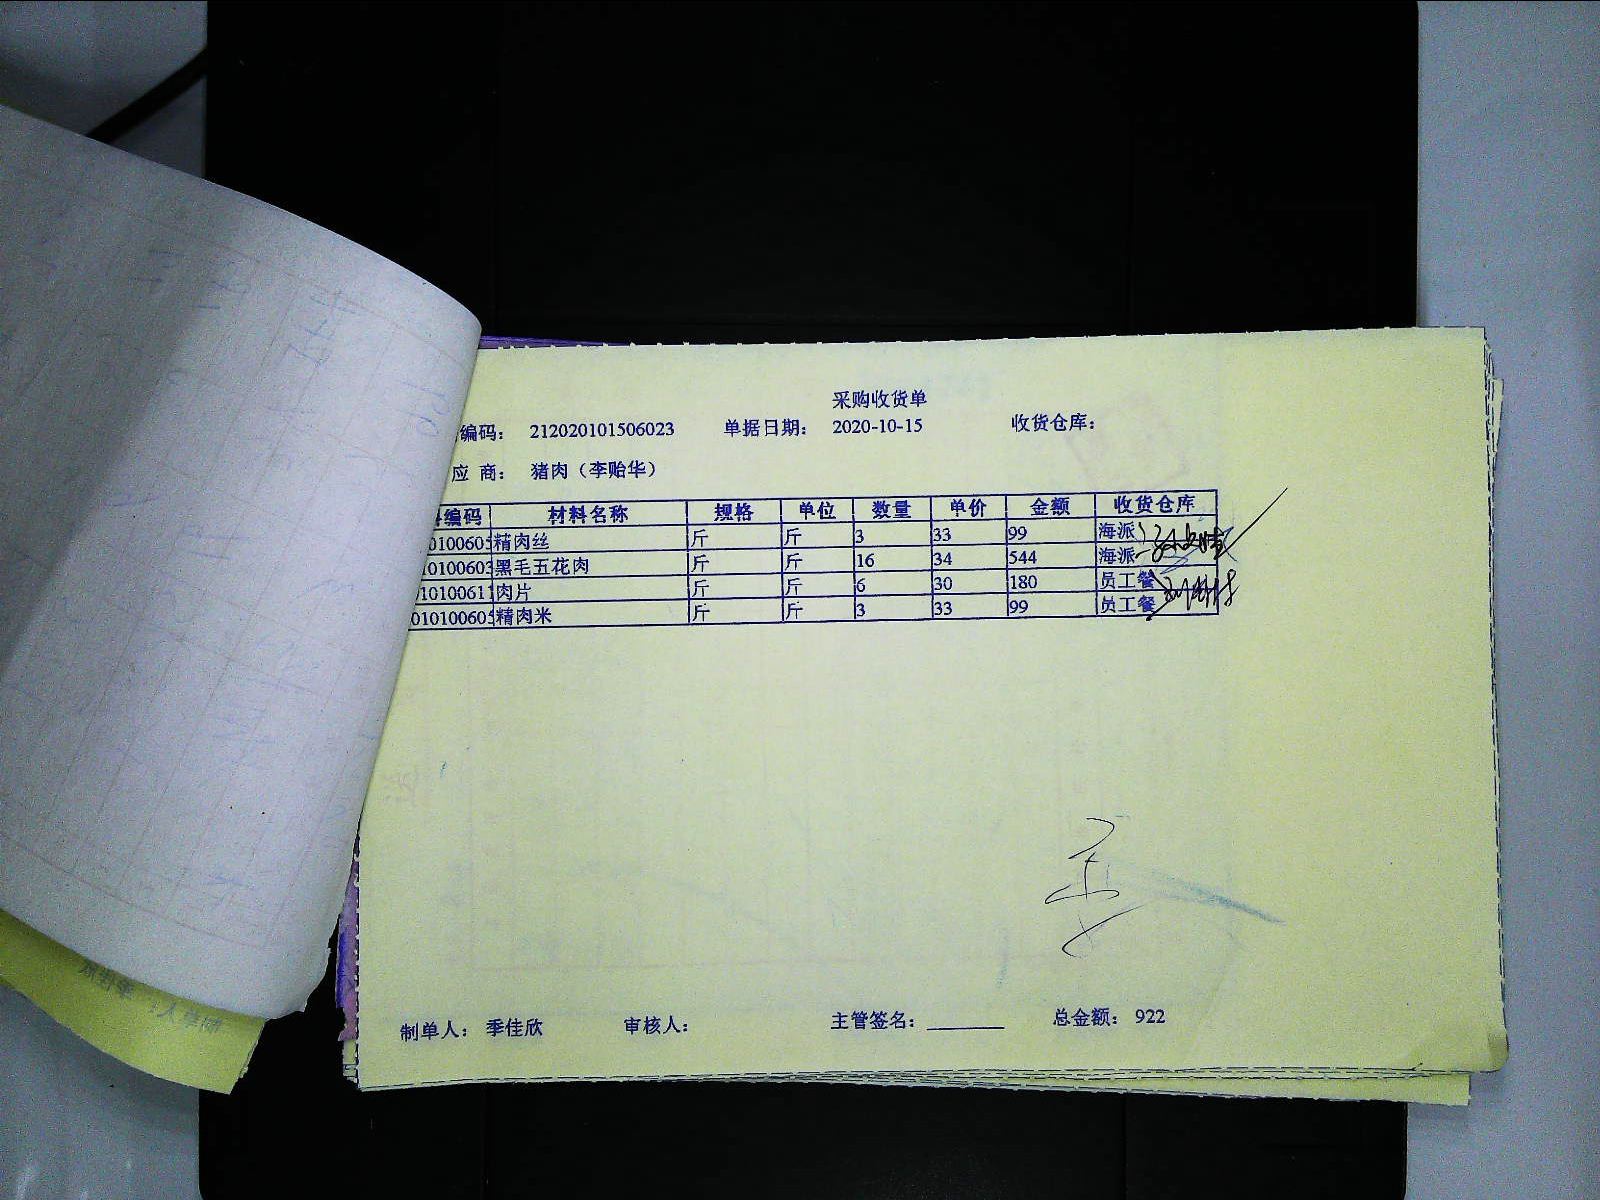 采购收货单
编码： 212020101506023 单据日期： 2020-10-15 收货仓库：
应 商： 猪肉（李贻华）
编码 材料名称 规格 单位 数量 单价 金额 收货仓库
精肉丝 斤 斤 3 33 99 海派
黑毛五花肉 斤 斤 16 34 544 海派
肉片 斤 斤 6 30 180 员工餐
精肉米 斤 斤 3 33 99 员工餐
制单人： 季佳欣 审核人： 主管签名： 总金额： 922